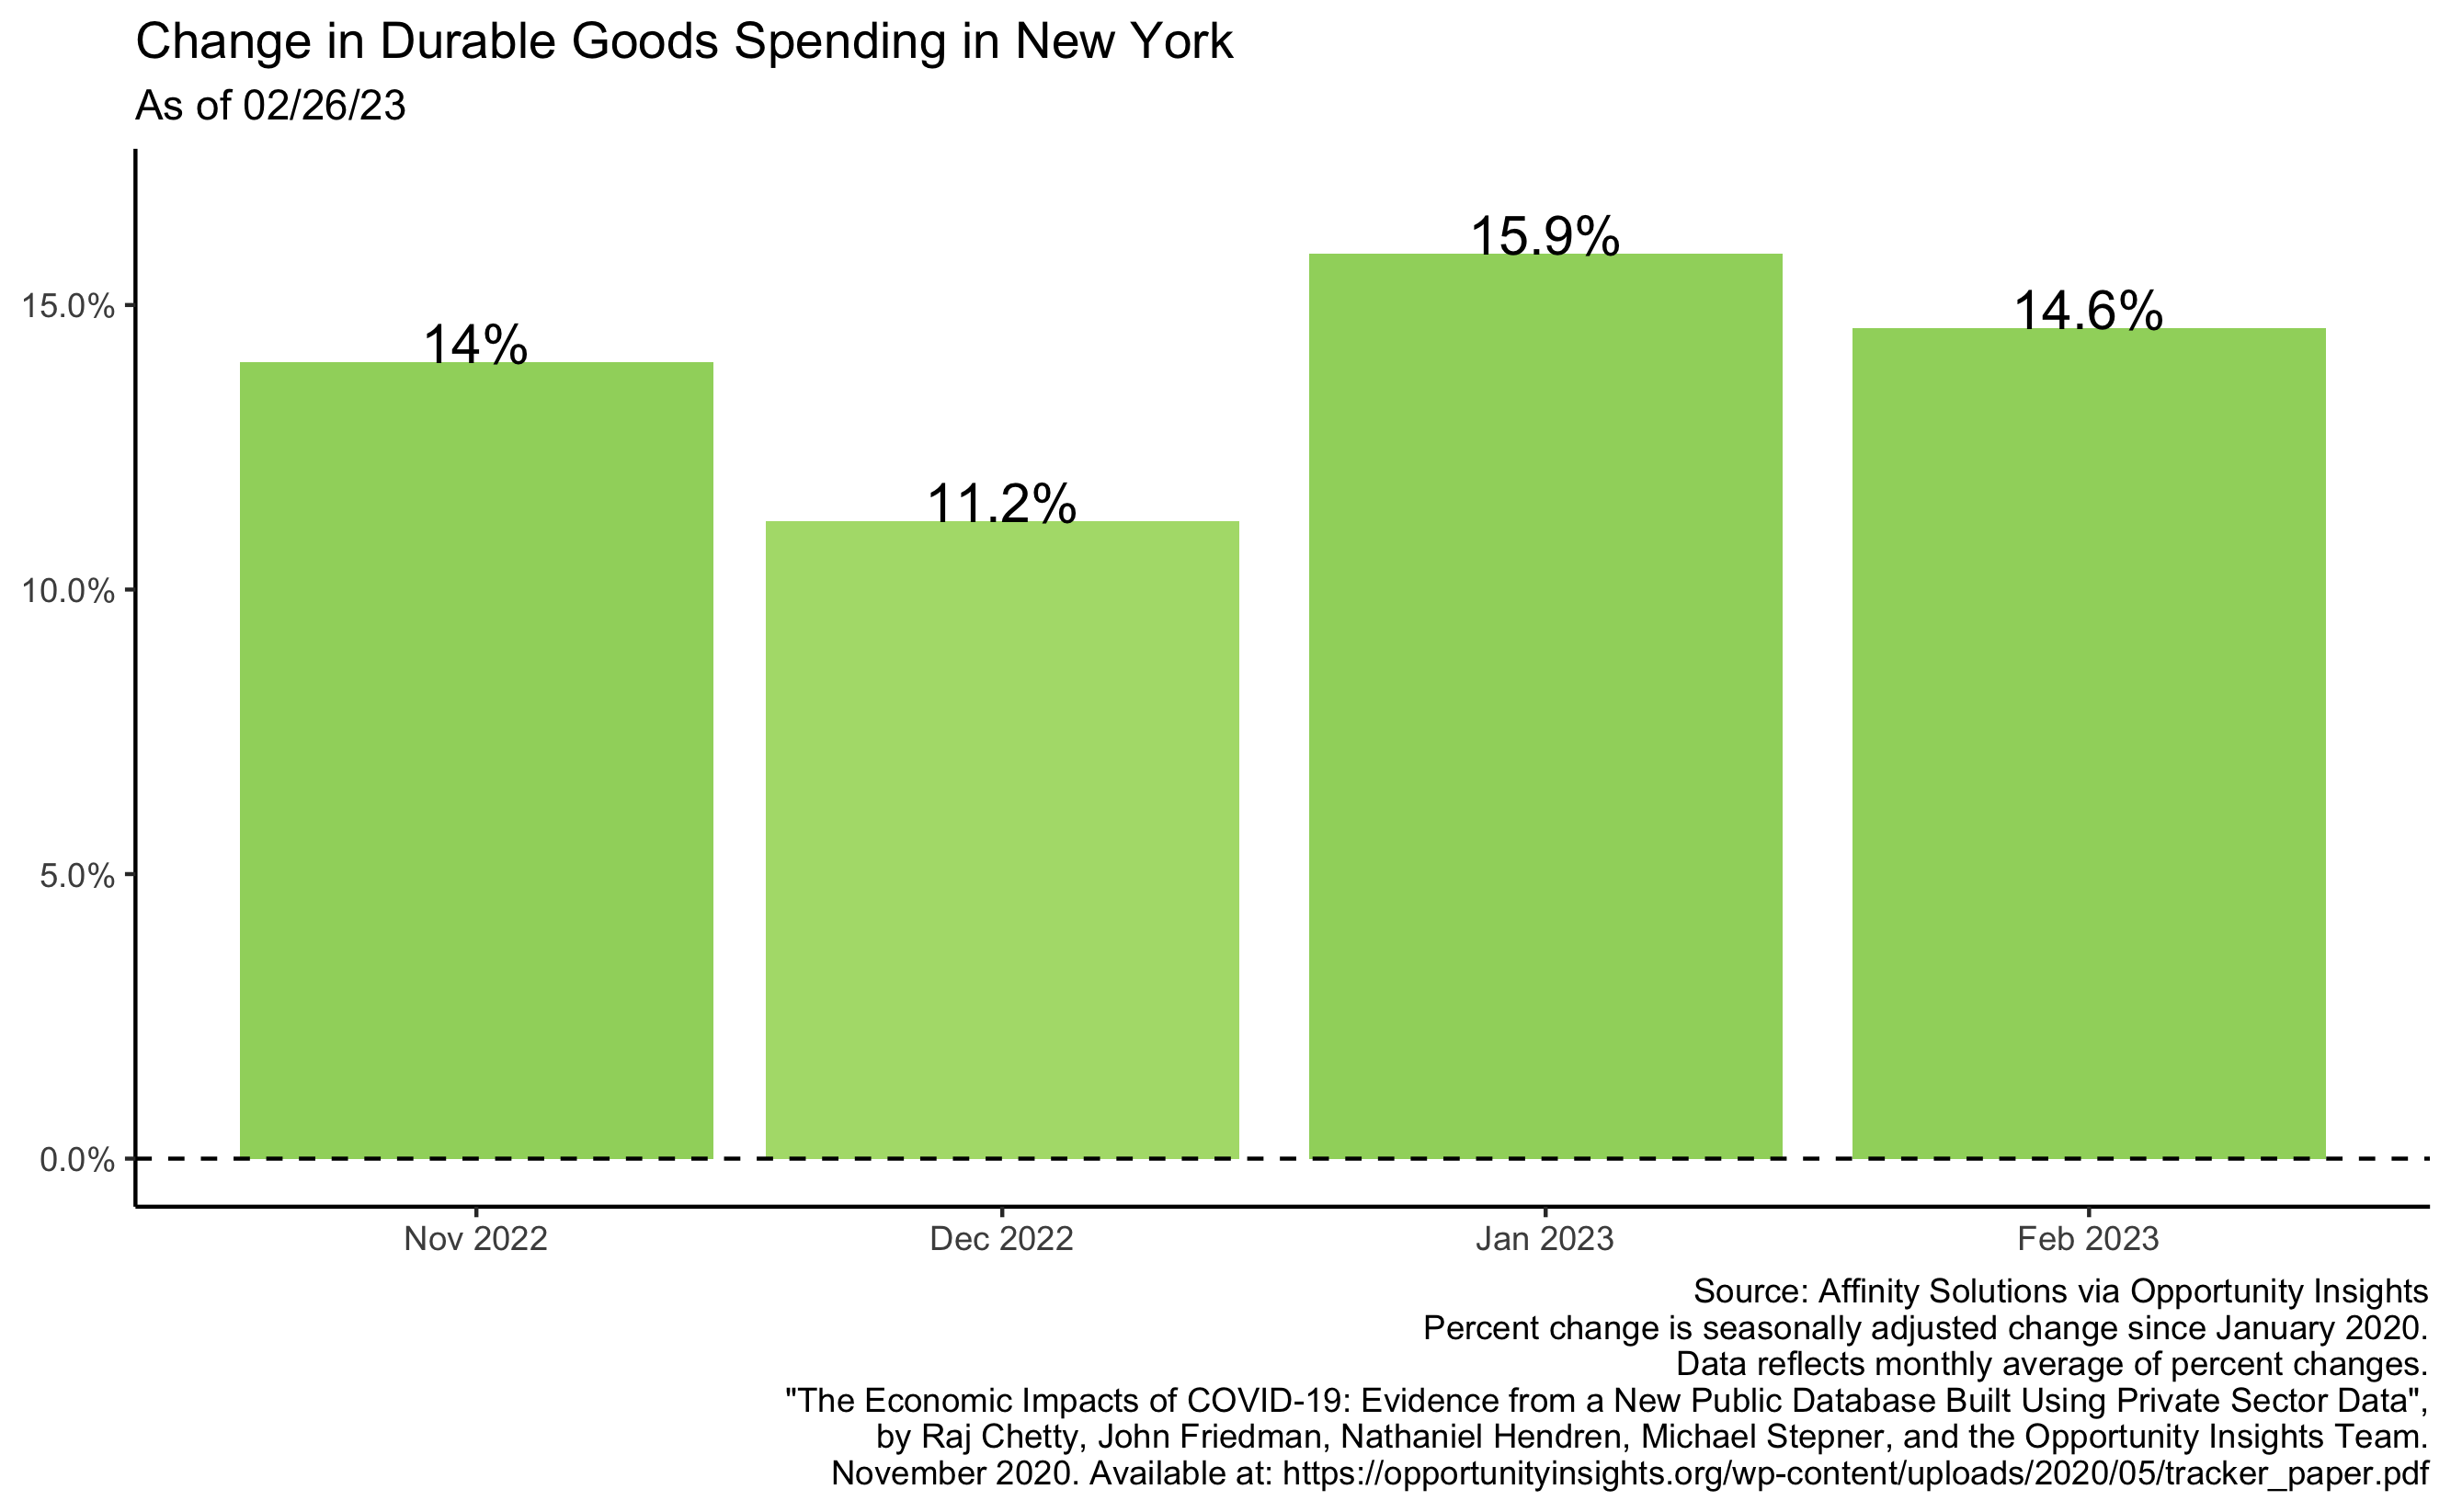 Change in Durable Goods Spending in New York
As of 02/26/23
15.9%
15.0%
14.6%
14%
11.2%
10.0%
5.0%
0.0%
Nov 2022
Dec 2022
Jan 2023
Feb 2023
Source: Affinity Solutions via Opportunity Insights
Percent change is seasonally adjusted change since January 2020.
Data reflects monthly average of percent changes.
"The Economic Impacts of COVID-19: Evidence from a New Public Database Built Using Private Sector Data",
by Raj Chetty, John Friedman, Nathaniel Hendren, Michael Stepner, and the Opportunity Insights Team.
November 2020. Available at: https://opportunityinsights.org/wp-content/uploads/2020/05/tracker_paper.pdf